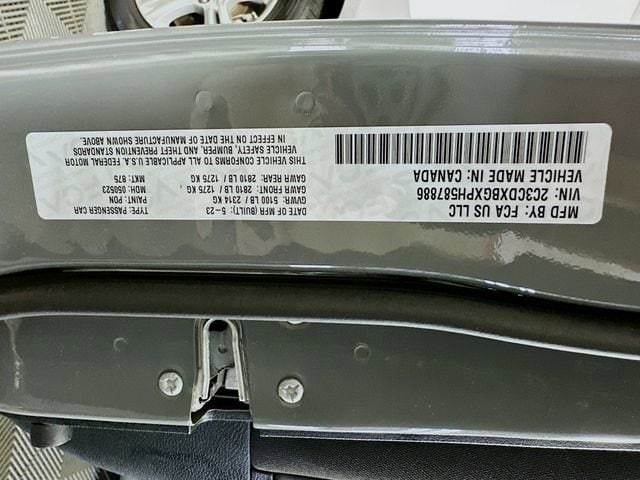 MFD BY: FCA US LLC
VIN: 2C3CDXBGXPH587886
VEHICLE MADE IN: CANADA
DATE OF MFR (BUILT): 5-23
TYPE: PASSENGER CAR
GVWR: 5100 LB / 2314 KG
PAINT: PDN
GAWR FRONT: 2810 LB / 1275 KG
MDH: 050523
GAWR REAR: 2810 LB / 1275 KG
MKT: 875
THIS VEHICLE CONFORMS TO ALL APPLICABLE U.S.A. FEDERAL MOTOR
VEHICLE SAFETY, BUMPER, AND THEFT PREVENTION STANDARDS
IN EFFECT ON THE DATE OF MANUFACTURE SHOWN ABOVE.